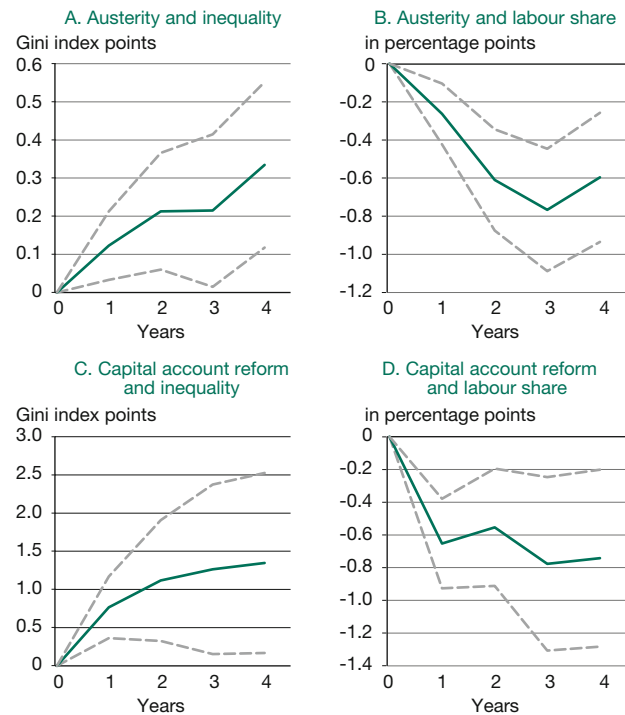 A. Austerity and inequality
Gini index points
0.6
0.5
0.4
0.3
0.2
0.1
0
0 1 2 3 4
Years
B. Austerity and labour share
in percentage points
0
-0.2
-0.4
-0.6
-0.8
-1.0
-1.2
0 1 2 3 4
Years
C. Capital account reform
and inequality
Gini index points
3.0
2.5
2.0
1.5
1.0
0.5
0
0 1 2 3 4
Years
D. Capital account reform
and labour share
in percentage points
0
-0.2
-0.4
-0.6
-0.8
-1.0
-1.2
-1.4
0 1 2 3 4
Years